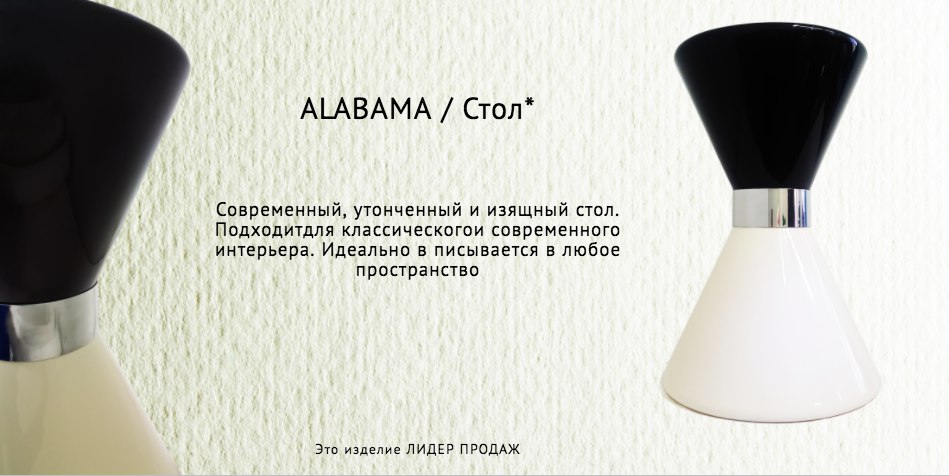 ALABAMA / Стол*
Современный, утонченный и изящный стол.
Подходитдля классическогои современного
интерьера. Идеально в писывается в любое
пространство
Это изделие ЛИДЕР ПРОДАЖ